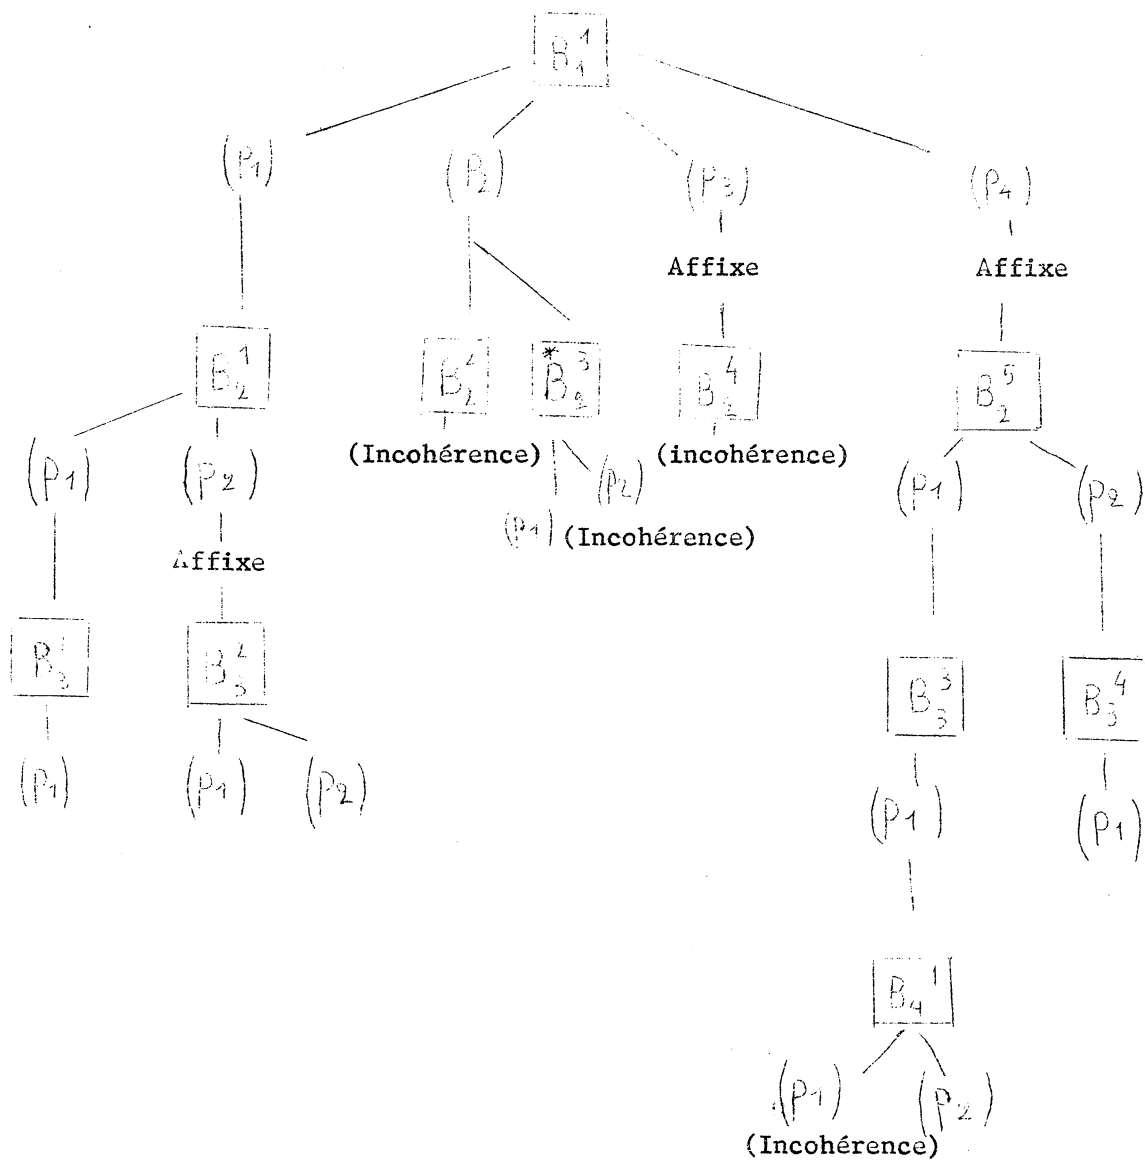 B₁¹
(P₁) (P₂) (P₃) (P₄)
Affixe Affixe
B₂¹ B₂² *B₂³ B₂⁴ B₂⁵
(Incohérence) (incohérence)
(P₁) (P₂) (P₂) (P₁) (P₂)
(P₁) (Incohérence)
Affixe
B₃¹ B₃² B₃³ B₃⁴
(P₁) (P₁) (P₂) (P₁) (P₁)
B₄¹
(P₁) (P₂)
(Incohérence)